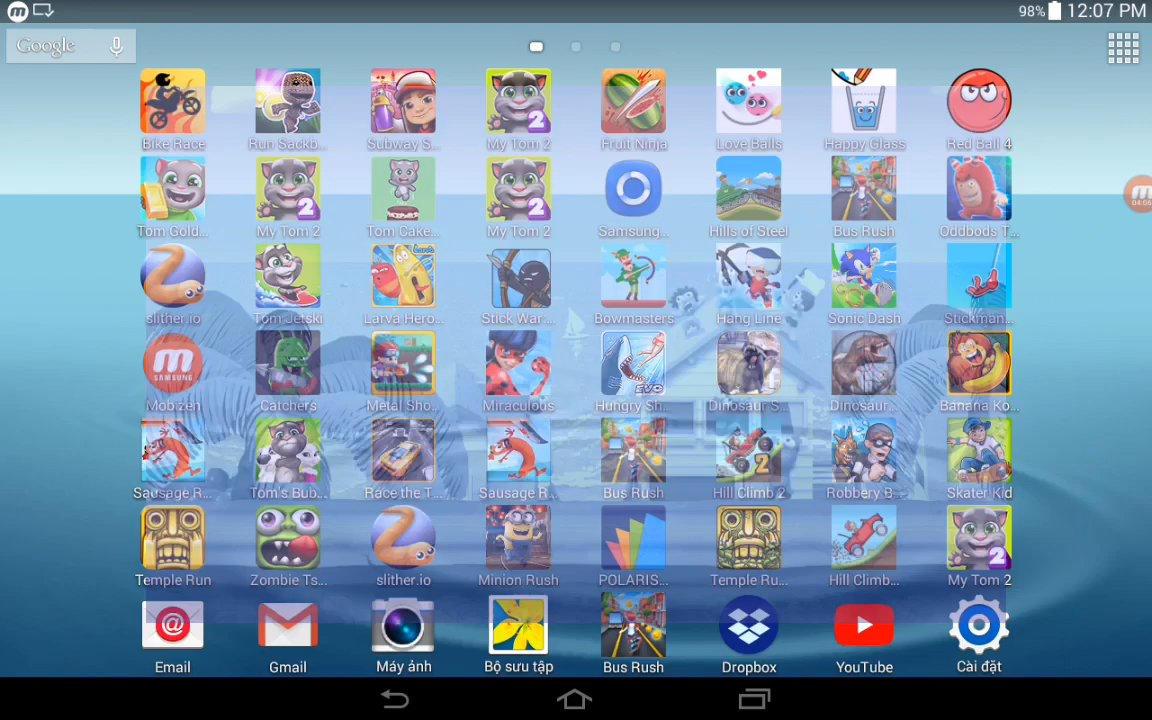 98% 12:07 PM
Google
Bike Race Run Sackb... Subway S... My Tom 2 Fruit Ninja Love Balls Happy Glass Red Ball 4
Tom Gold... My Tom 2 Tom Cake... My Tom 2 Samsung... Hills of Steel Bus Rush Oddbods T...
04:05
slither.io Tom Jetski Larva Hero... Stick War:... Bowmasters Hang Line Sonic Dash Stickman...
Mobizen Catchers Metal Sho... Miraculous Hungry Sh... Dinosaur S... Dinosaur... Banana Ko...
Sausage R... Tom's Bub... Race the T... Sausage R... Bus Rush Hill Climb 2 Robbery B... Skater Kid
Temple Run Zombie Ts... slither.io Minion Rush POLARIS... Temple Ru... Hill Climb... My Tom 2
Email Gmail Máy ảnh Bộ sưu tập Bus Rush Dropbox YouTube Cài đặt